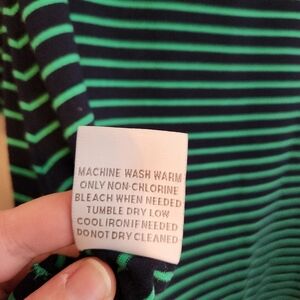 MACHINE WASH WARM
ONLY NON-CHLORINE
BLEACH WHEN NEEDED
TUMBLE DRY LOW
COOL IRON IF NEEDED
DO NOT DRY CLEANED